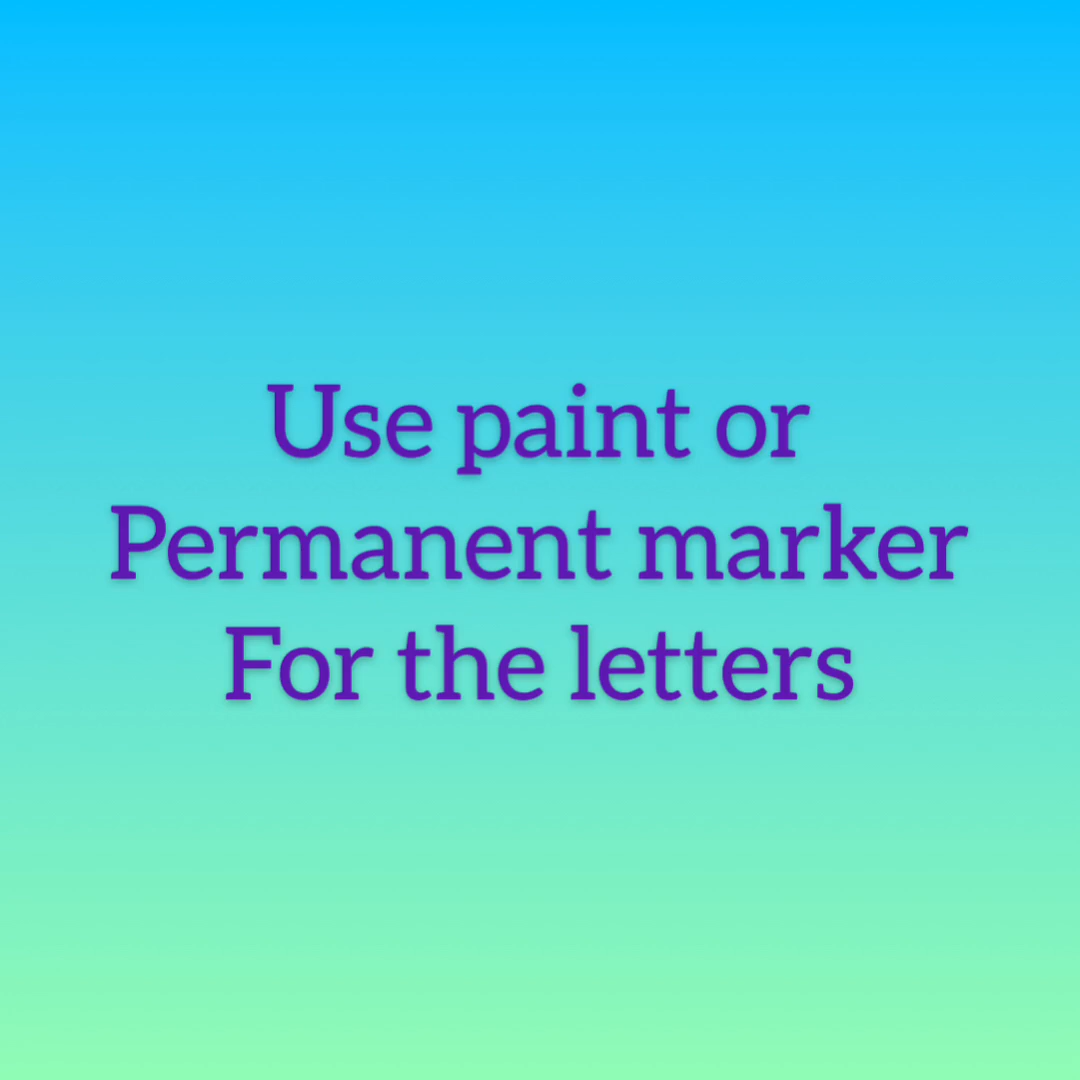 Use paint or
Permanent marker
For the letters